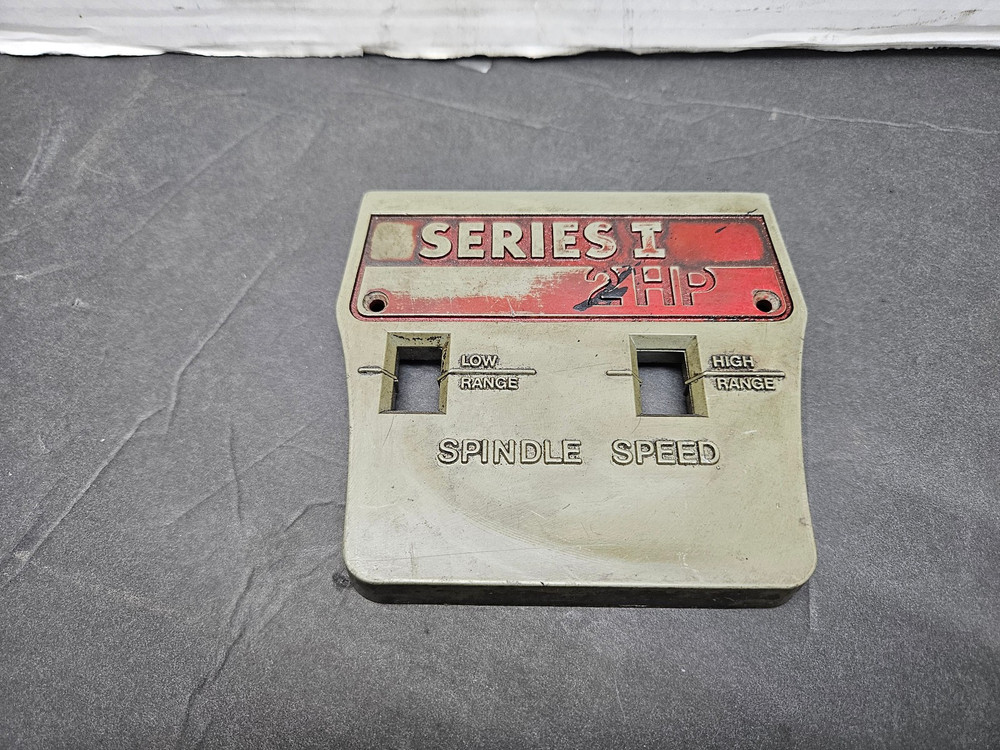 SERIES I
2HP
LOW
RANGE
HIGH
RANGE
SPINDLE SPEED